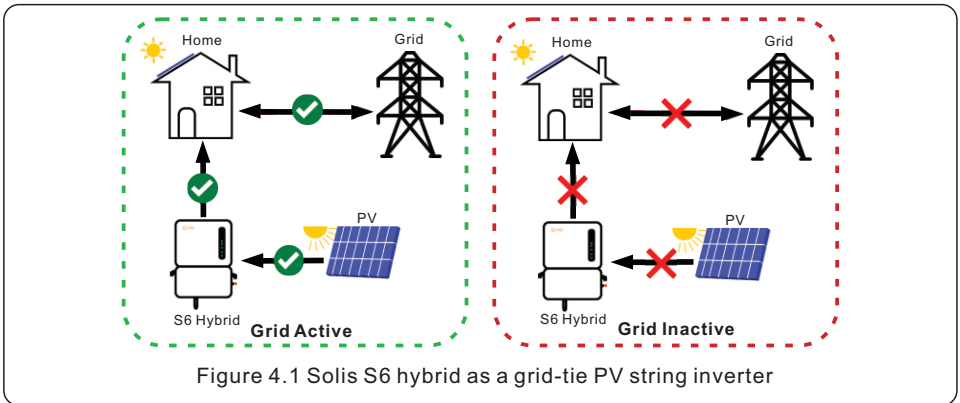 Home
Grid
PV
S6 Hybrid
Grid Active
Home
Grid
PV
S6 Hybrid
Grid Inactive
Figure 4.1 Solis S6 hybrid as a grid-tie PV string inverter